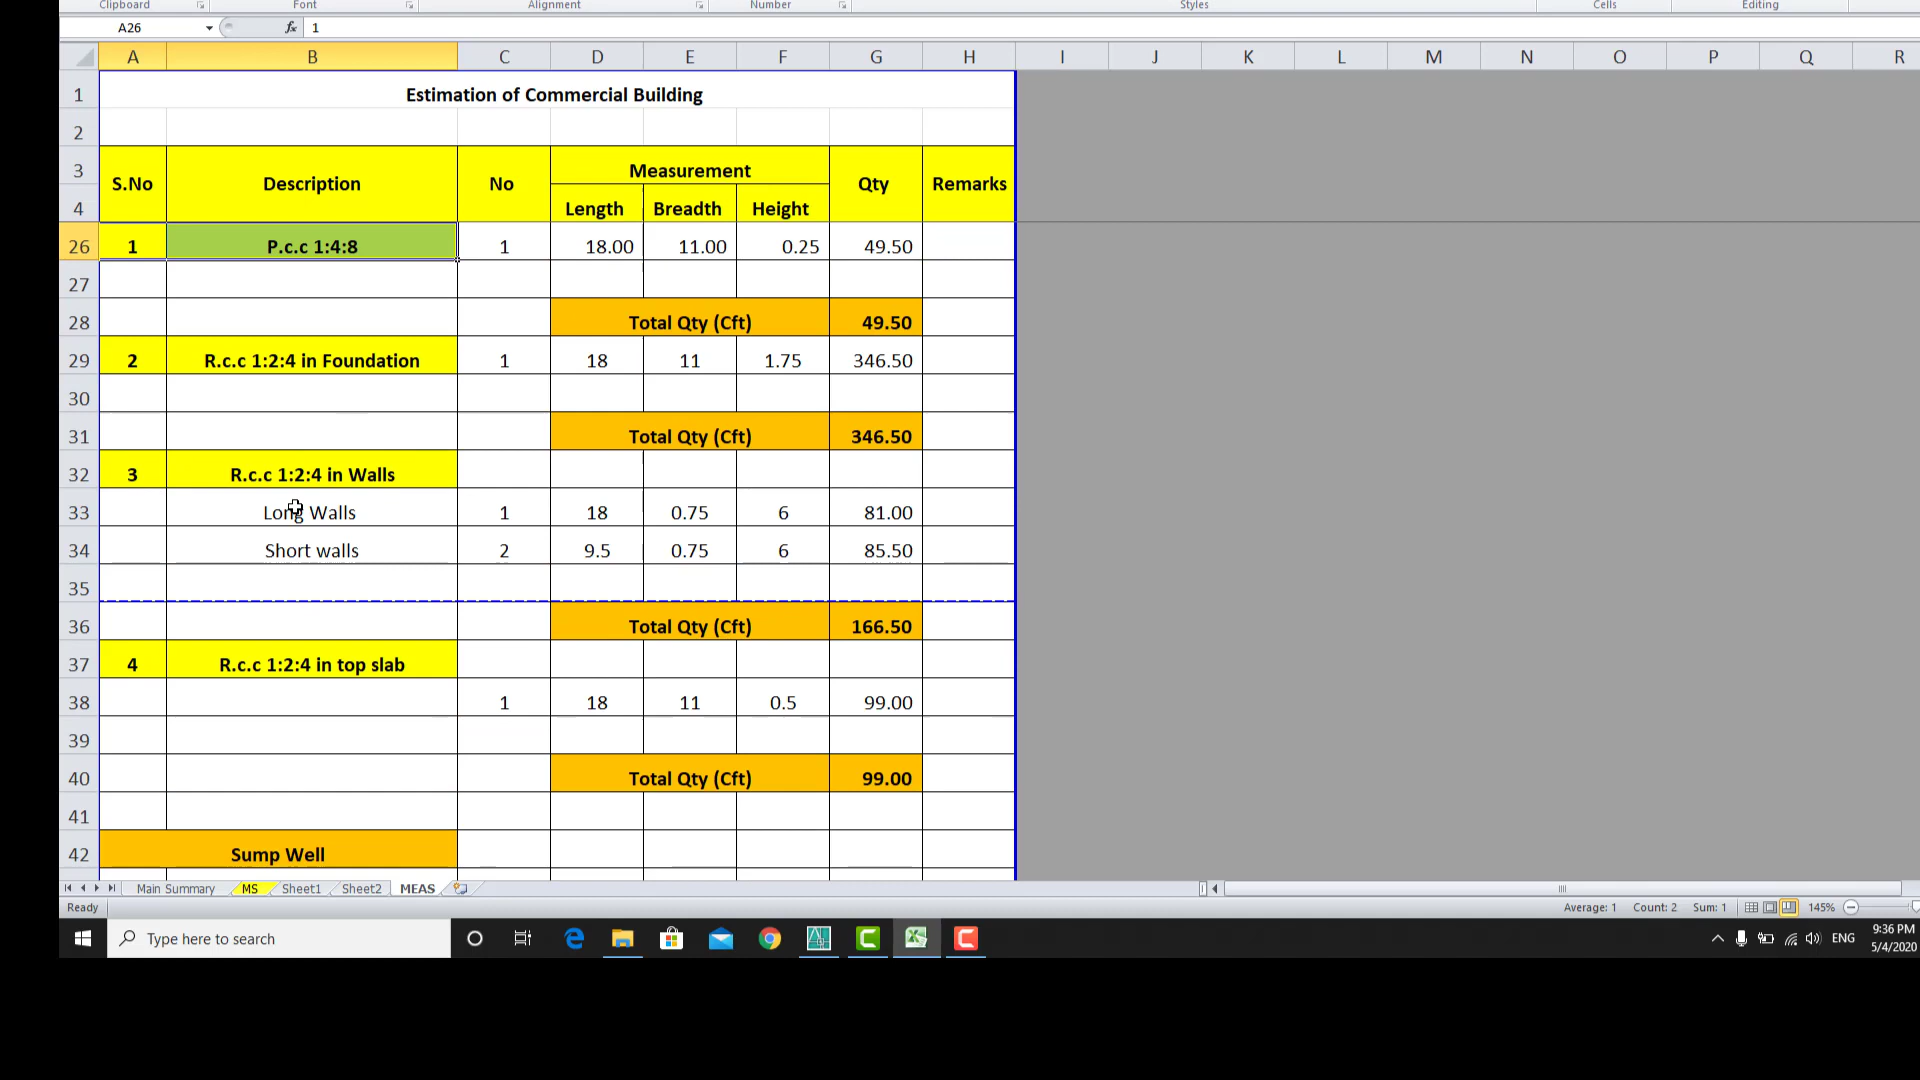 Clipboard Font Alignment Number Styles Cells Editing
A26 fx 1
A B C D E F G H I J K L M N O P Q R
1 Estimation of Commercial Building
2
3 S.No Description No Measurement Qty Remarks
4 Length Breadth Height
26 1 P.c.c 1:4:8 1 18.00 11.00 0.25 49.50
27
28 Total Qty (Cft) 49.50
29 2 R.c.c 1:2:4 in Foundation 1 18 11 1.75 346.50
30
31 Total Qty (Cft) 346.50
32 3 R.c.c 1:2:4 in Walls
33 Long Walls 1 18 0.75 6 81.00
34 Short walls 2 9.5 0.75 6 85.50
35
36 Total Qty (Cft) 166.50
37 4 R.c.c 1:2:4 in top slab
38 1 18 11 0.5 99.00
39
40 Total Qty (Cft) 99.00
41
42 Sump Well
Main Summary MS Sheet1 Sheet2 MEAS
Ready Average: 1 Count: 2 Sum: 1 145%
Type here to search ENG 9:36 PM
5/4/2020